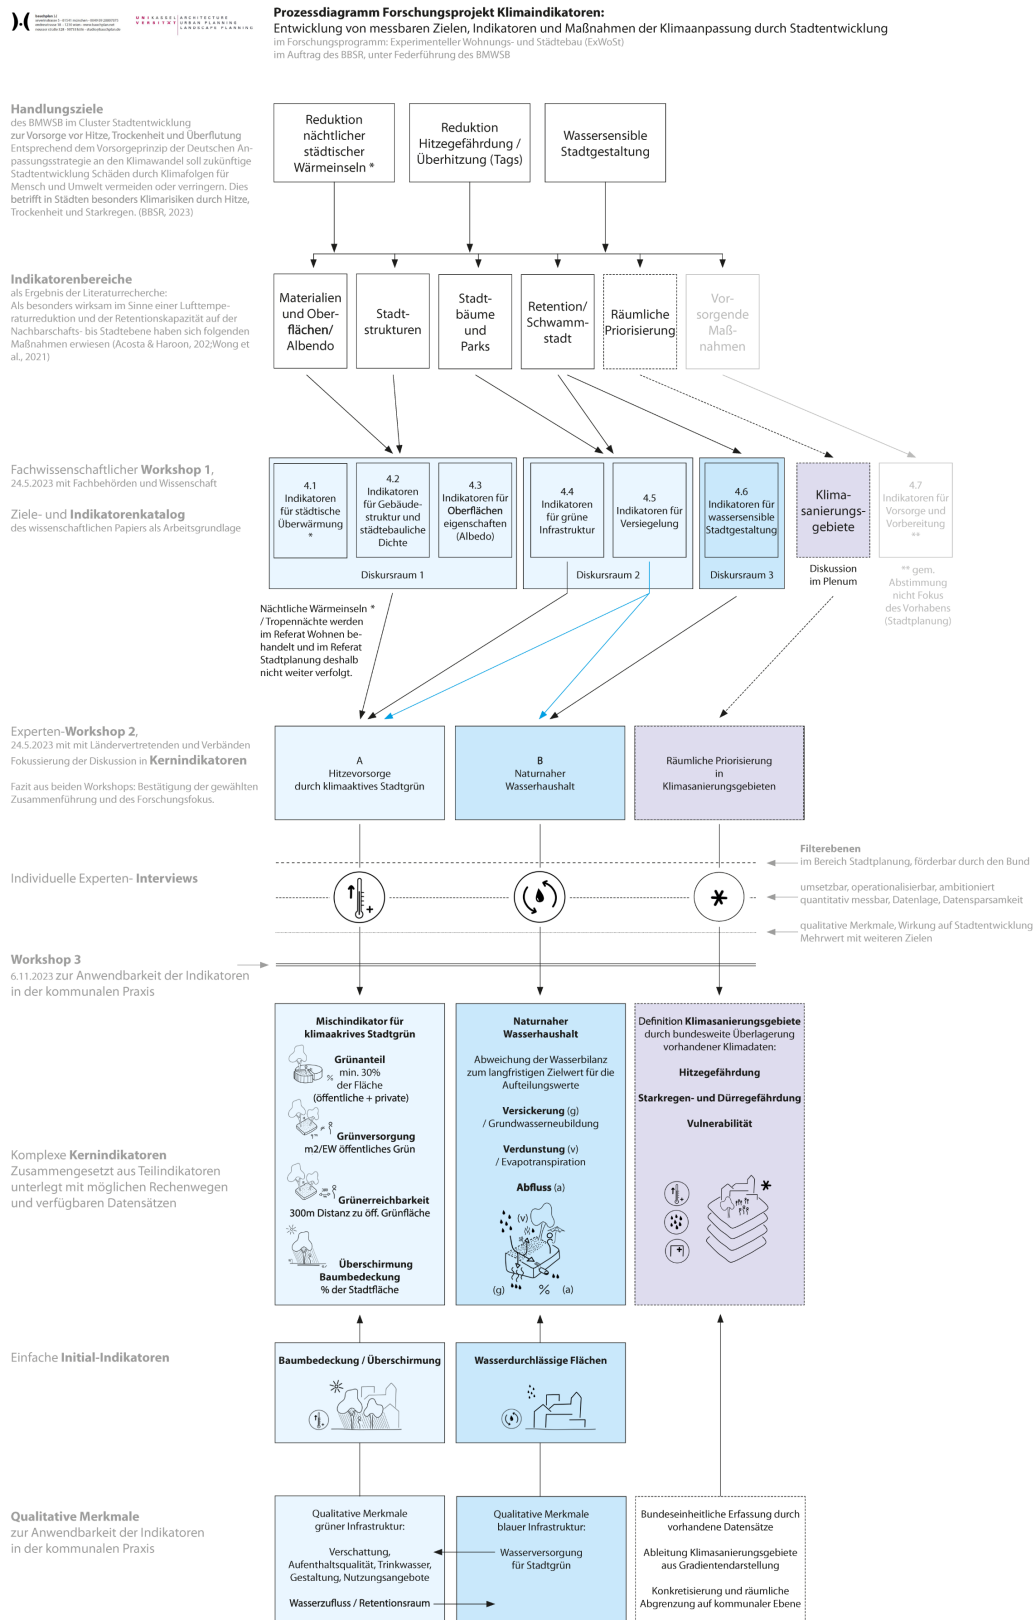 bauchplan ).(
UNIKASSEL ARCHITECTURE
VERSITÄT URBAN PLANNING
LANDSCAPE PLANNING
Prozessdiagramm Forschungsprojekt Klimaindikatoren:
Entwicklung von messbaren Zielen, Indikatoren und Maßnahmen der Klimaanpassung durch Stadtentwicklung
im Forschungsprogramm: Experimenteller Wohnungs- und Städtebau (ExWoSt)
im Auftrag des BBSR, unter Federführung des BMWSB
Handlungsziele
des BMWSB im Cluster Stadtentwicklung
zur Vorsorge vor Hitze, Trockenheit und Überflutung
Entsprechend dem Vorsorgeprinzip der Deutschen An-
passungsstrategie an den Klimawandel soll zukünftige
Stadtentwicklung Schäden durch Klimafolgen für
Mensch und Umwelt vermeiden oder verringern. Dies
betrifft in Städten besonders Klimarisiken durch Hitze,
Trockenheit und Starkregen. (BBSR, 2023)
Reduktion
nächtlicher
städtischer
Wärmeinseln *
Reduktion
Hitzegefährdung /
Überhitzung (Tags)
Wassersensible
Stadtgestaltung
Indikatorenbereiche
als Ergebnis der Literaturrecherche:
Als besonders wirksam im Sinne einer Lufttempe-
raturreduktion und der Retentionskapazität auf der
Nachbarschafts- bis Stadtebene haben sich folgenden
Maßnahmen erwiesen (Acosta & Haroon, 202;Wong et
al., 2021)
Materialien
und Ober-
flächen/
Albendo
Stadt-
strukturen
Stadt-
bäume
und
Parks
Retention/
Schwamm-
stadt
Räumliche
Priorisierung
Vor-
sorgende
Maß-
nahmen
Fachwissenschaftlicher Workshop 1,
24.5.2023 mit Fachbehörden und Wissenschaft
Ziele- und Indikatorenkatalog
des wissenschaftlichen Papiers als Arbeitsgrundlage
4.1
Indikatoren
für städtische
Überwärmung
*
4.2
Indikatoren
für Gebäude-
struktur und
städtebauliche
Dichte
4.3
Indikatoren für
Oberflächen
eigenschaften
(Albedo)
Diskursraum 1
4.4
Indikatoren
für grüne
Infrastruktur
4.5
Indikatoren für
Versiegelung
Diskursraum 2
4.6
Indikatoren für
wassersensible
Stadtgestaltung
Diskursraum 3
Klima-
sanierungs-
gebiete
Diskussion
im Plenum
4.7
Indikatoren für
Vorsorge und
Vorbereitung
**
** gem.
Abstimmung
nicht Fokus
des Vorhabens
(Stadtplanung)
Nächtliche Wärmeinseln *
/ Tropennächte werden
im Referat Wohnen be-
handelt und im Referat
Stadtplanung deshalb
nicht weiter verfolgt.
Experten-Workshop 2,
24.5.2023 mit mit Ländervertretenden und Verbänden
Fokussierung der Diskussion in Kernindikatoren
Fazit aus beiden Workshops: Bestätigung der gewählten
Zusammenführung und des Forschungsfokus.
A
Hitzevorsorge
durch klimaaktives Stadtgrün
B
Naturnaher
Wasserhaushalt
Räumliche Priorisierung
in
Klimasanierungsgebieten
Individuelle Experten- Interviews
Filterebenen
im Bereich Stadtplanung, förderbar durch den Bund
umsetzbar, operationalisierbar, ambitioniert
quantitativ messbar, Datenlage, Datensparsamkeit
qualitative Merkmale, Wirkung auf Stadtentwicklung
Mehrwert mit weiteren Zielen
Workshop 3
6.11.2023 zur Anwendbarkeit der Indikatoren
in der kommunalen Praxis
Komplexe Kernindikatoren
Zusammengesetzt aus Teilindikatoren
unterlegt mit möglichen Rechenwegen
und verfügbaren Datensätzen
Mischindikator für
klimaakrives Stadtgrün
Grünanteil
%
min. 30%
der Fläche
(öffentliche + private)
Grünversorgung
m2/EW öffentliches Grün
Grünerreichbarkeit
300m Distanz zu öff. Grünfläche
Überschirmung
Baumbedeckung
% der Stadtfläche
Naturnaher
Wasserhaushalt
Abweichung der Wasserbilanz
zum langfristigen Zielwert für die
Aufteilungswerte
Versickerung (g)
/ Grundwasserneubildung
Verdunstung (v)
/ Evapotranspiration
Abfluss (a)
(v)
(g) % (a)
Definition Klimasanierungsgebiete
durch bundesweite Überlagerung
vorhandener Klimadaten:
Hitzegefährdung
Starkregen- und Dürregefährdung
Vulnerabilität
Einfache Initial-Indikatoren
Baumbedeckung / Überschirmung
Wasserdurchlässige Flächen
Qualitative Merkmale
zur Anwendbarkeit der Indikatoren
in der kommunalen Praxis
Qualitative Merkmale
grüner Infrastruktur:
Verschattung,
Aufenthaltsqualität, Trinkwasser,
Gestaltung, Nutzungsangebote
Wasserzufluss / Retentionsraum
Qualitative Merkmale
blauer Infrastruktur:
Wasserversorgung
für Stadtgrün
Bundeseinheitliche Erfassung durch
vorhandene Datensätze
Ableitung Klimasanierungsgebiete
aus Gradientendarstellung
Konkretisierung und räumliche
Abgrenzung auf kommunaler Ebene